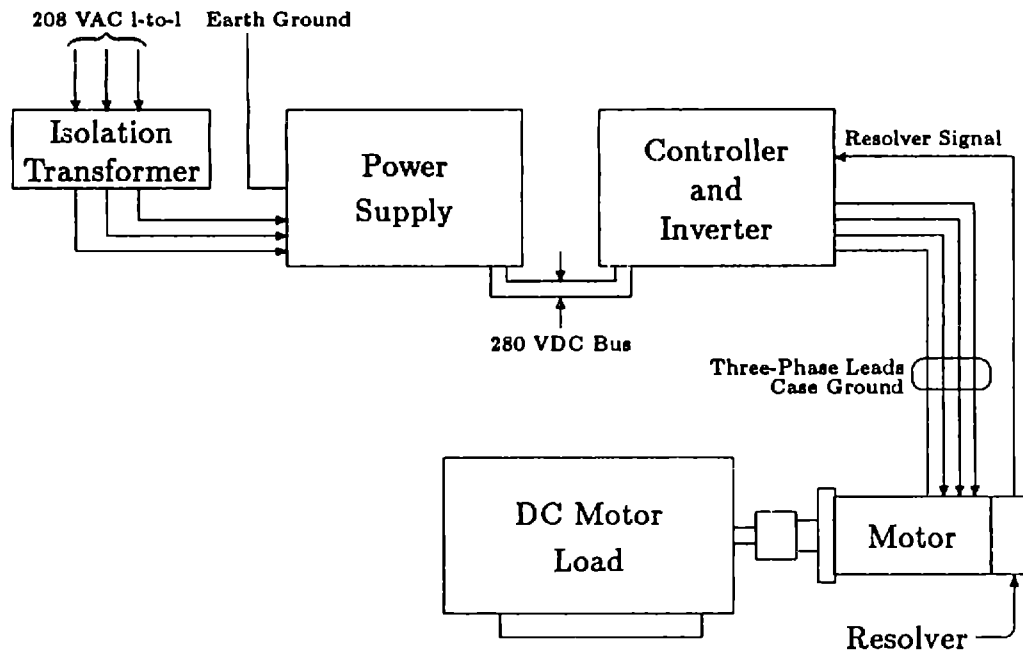 208 VAC l-to-l
Earth Ground
Isolation
Transformer
Power
Supply
Controller
and
Inverter
Resolver Signal
280 VDC Bus
Three-Phase Leads
Case Ground
DC Motor
Load
Motor
Resolver